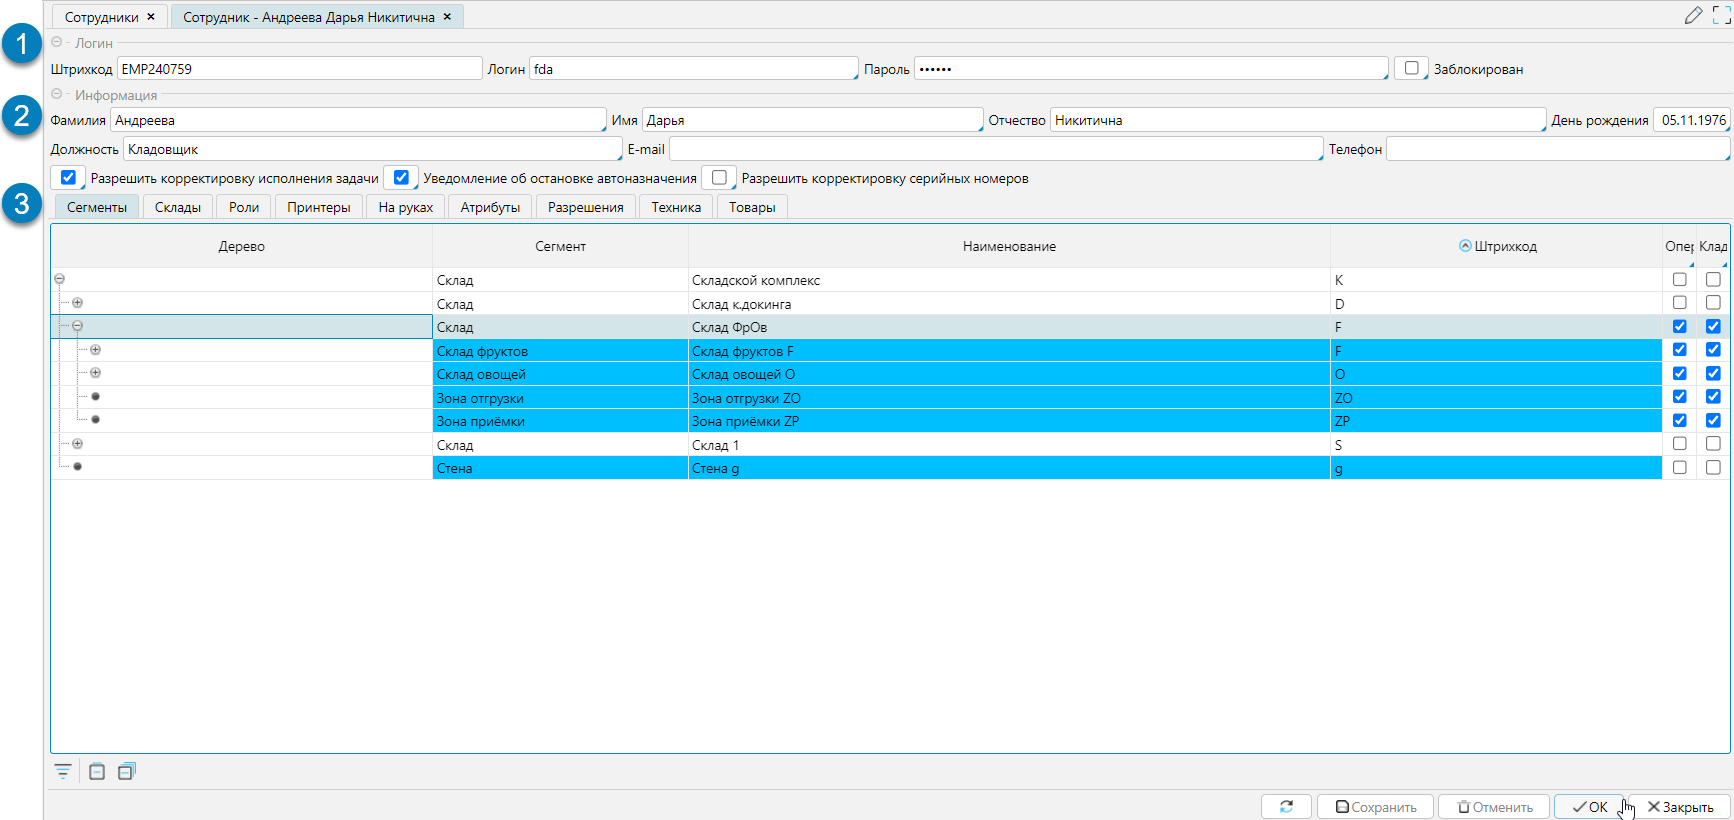 Сотрудники × Сотрудник - Андреева Дарья Никитична ×
1 Логин
Штрихкод EMP240759 Логин fda Пароль •••••• Заблокирован
Информация
2 Фамилия Андреева Имя Дарья Отчество Никитична День рождения 05.11.1976
Должность Кладовщик E-mail Телефон
Разрешить корректировку исполнения задачи Уведомление об остановке автоназначения Разрешить корректировку серийных номеров
3 Сегменты Склады Роли Принтеры На руках Атрибуты Разрешения Техника Товары
Дерево Сегмент Наименование Штрихкод Опер Клад
Склад Складской комплекс K
Склад Склад к.докинга D
Склад Склад ФрОв F
Склад фруктов Склад фруктов F F
Склад овощей Склад овощей O O
Зона отгрузки Зона отгрузки ZO ZO
Зона приёмки Зона приёмки ZP ZP
Склад Склад 1 S
Стена Стена g g
Сохранить Отменить OK Закрыть